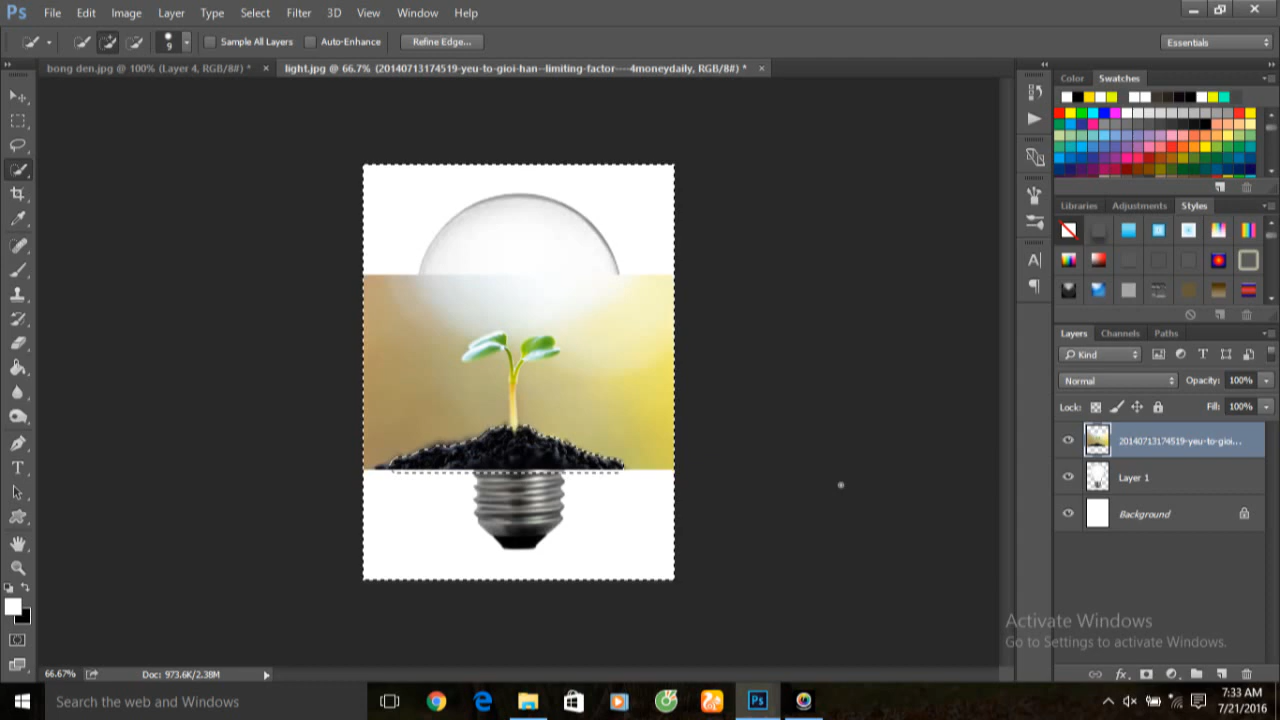 Ps File Edit Image Layer Type Select Filter 3D View Window Help
9 Sample All Layers Auto-Enhance Refine Edge... Essentials
bong den.jpg @ 100% (Layer 4, RGB/8#) * × light.jpg @ 66.7% (20140713174519-yeu-to-gioi-han--limiting-factor----4moneydaily, RGB/8#) * ×
Color Swatches
Libraries Adjustments Styles
Layers Channels Paths
Kind
Normal Opacity: 100%
Lock: Fill: 100%
20140713174519-yeu-to-gioi...
Layer 1
Background
Activate Windows
Go to Settings to activate Windows.
66.67% Doc: 973.6K/2.38M
Search the web and Windows
Ps
7:33 AM
7/21/2016